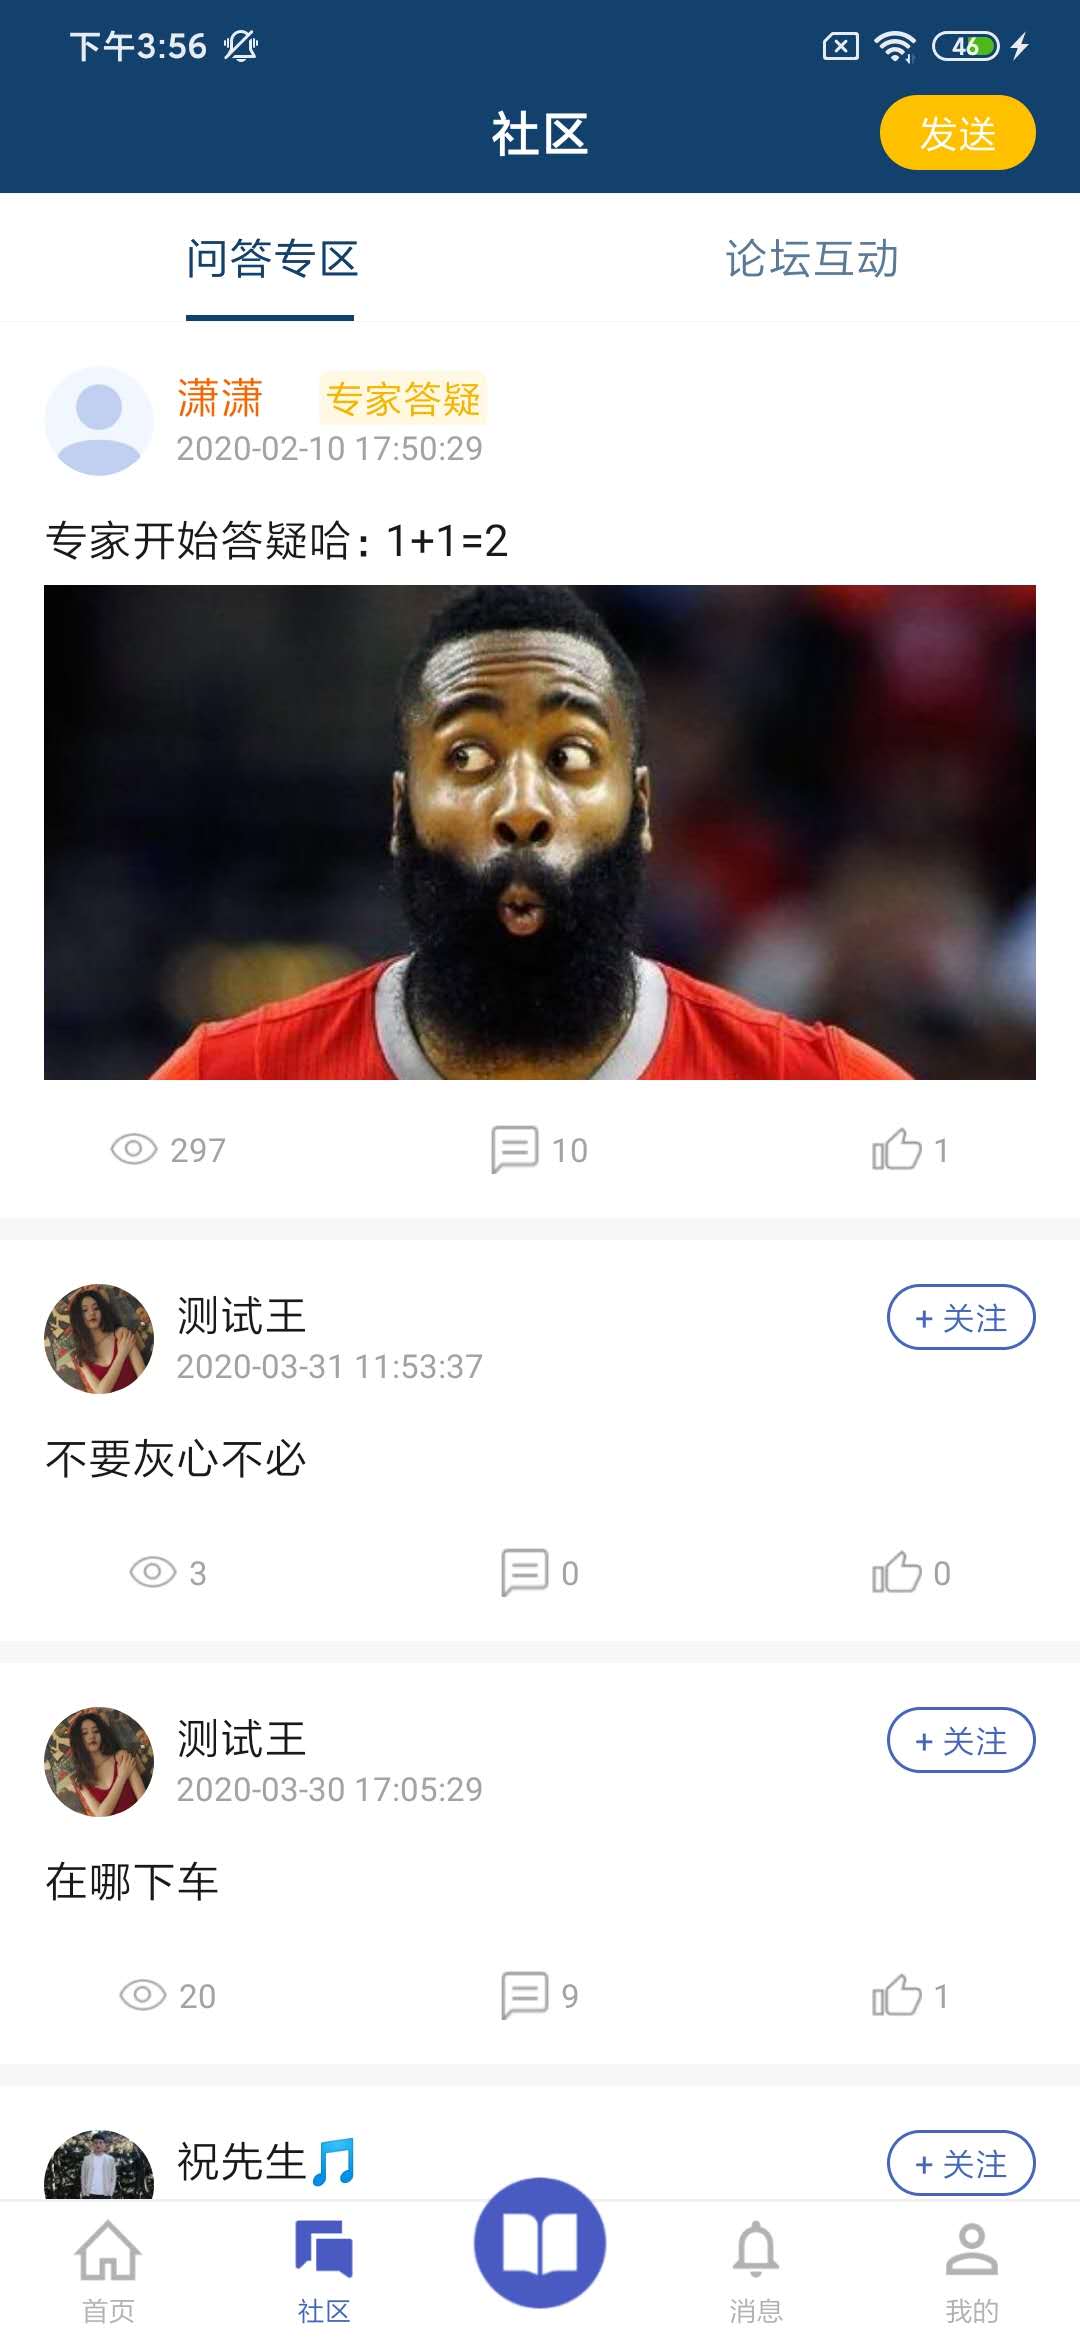 下午3:56
46
社区
发送
问答专区
论坛互动
潇潇
专家答疑
2020-02-10 17:50:29
专家开始答疑哈：1+1=2
297
10
1
测试王
+ 关注
2020-03-31 11:53:37
不要灰心不必
3
0
0
测试王
+ 关注
2020-03-30 17:05:29
在哪下车
20
9
1
祝先生🎵
+ 关注
首页
社区
消息
我的